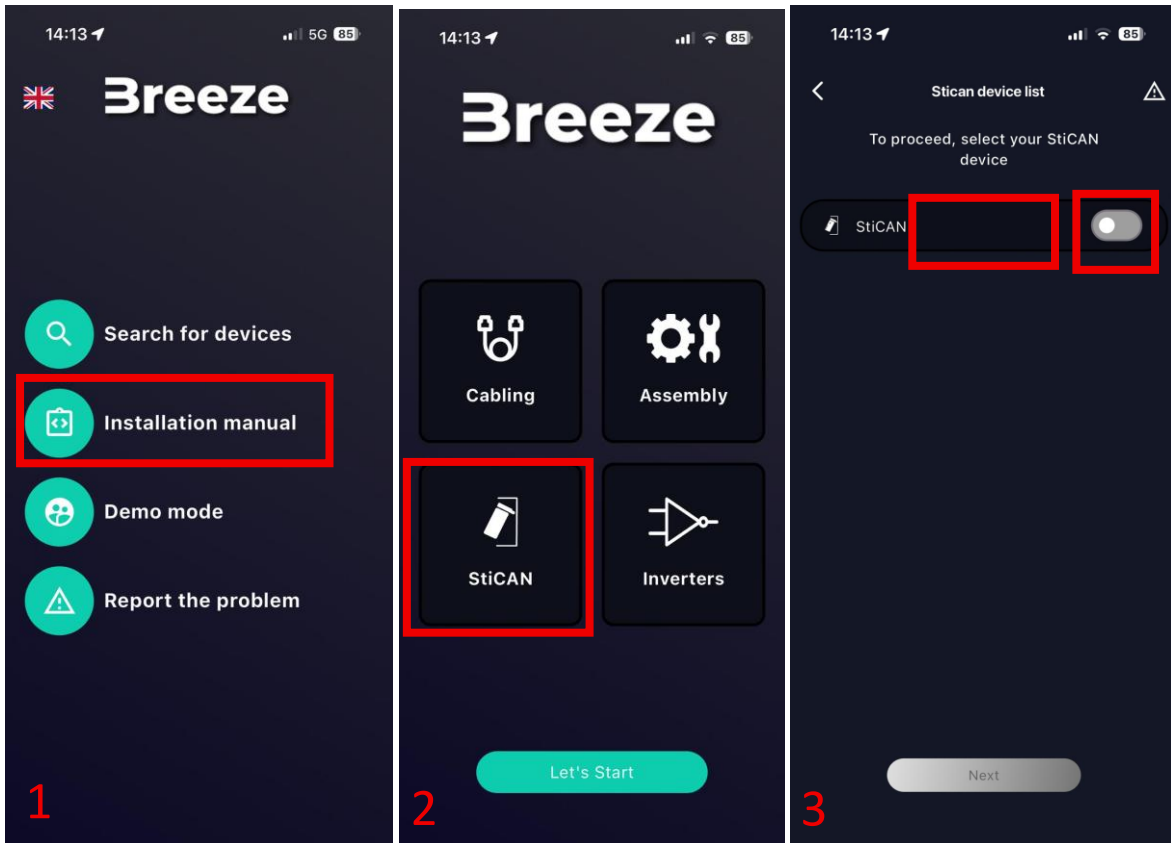 14:13 5G 85
Breeze
Search for devices
Installation manual
Demo mode
Report the problem
1
14:13 85
Breeze
Cabling Assembly
StiCAN Inverters
Let's Start
2
14:13 85
Stican device list
To proceed, select your StiCAN
device
StiCAN
Next
3